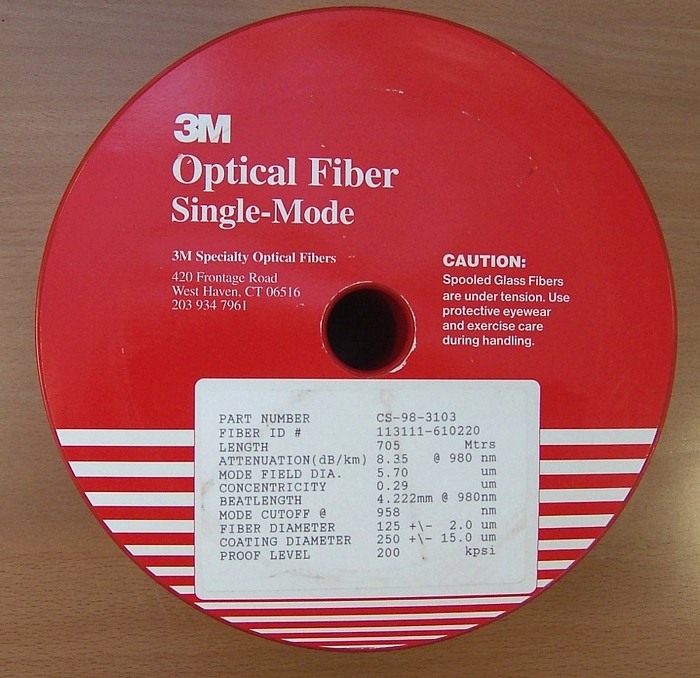 3M
Optical Fiber
Single-Mode
3M Specialty Optical Fibers
420 Frontage Road
West Haven, CT 06516
203 934 7961
CAUTION:
Spooled Glass Fibers
are under tension. Use
protective eyewear
and exercise care
during handling.
PART NUMBER CS-98-3103
FIBER ID # 113111-610220
LENGTH 705 Mtrs
ATTENUATION(dB/km) 8.35 @ 980 nm
MODE FIELD DIA. 5.70 um
CONCENTRICITY 0.29 um
BEATLENGTH 4.222mm @ 980nm
MODE CUTOFF @ 958 nm
FIBER DIAMETER 125 +\- 2.0 um
COATING DIAMETER 250 +\- 15.0 um
PROOF LEVEL 200 kpsi